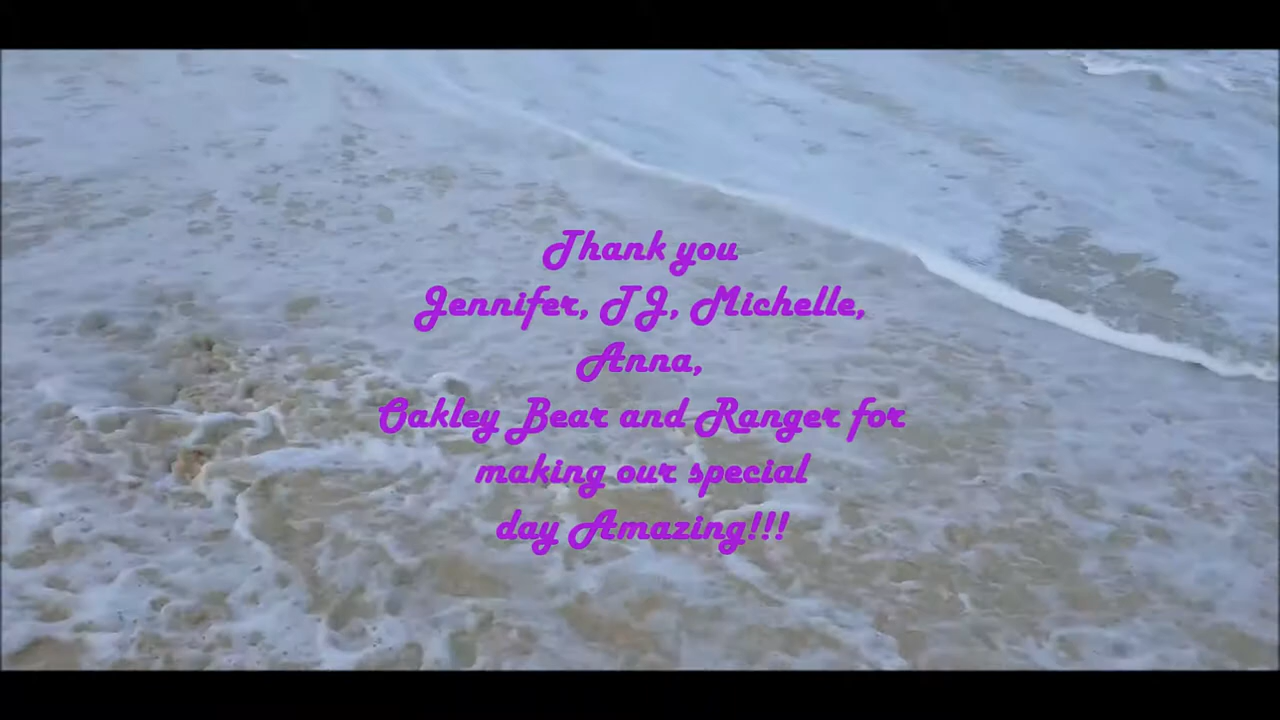 Thank you
Jennifer, TJ, Michelle,
Anna,
Oakley Bear and Ranger for
making our special
day Amazing!!!